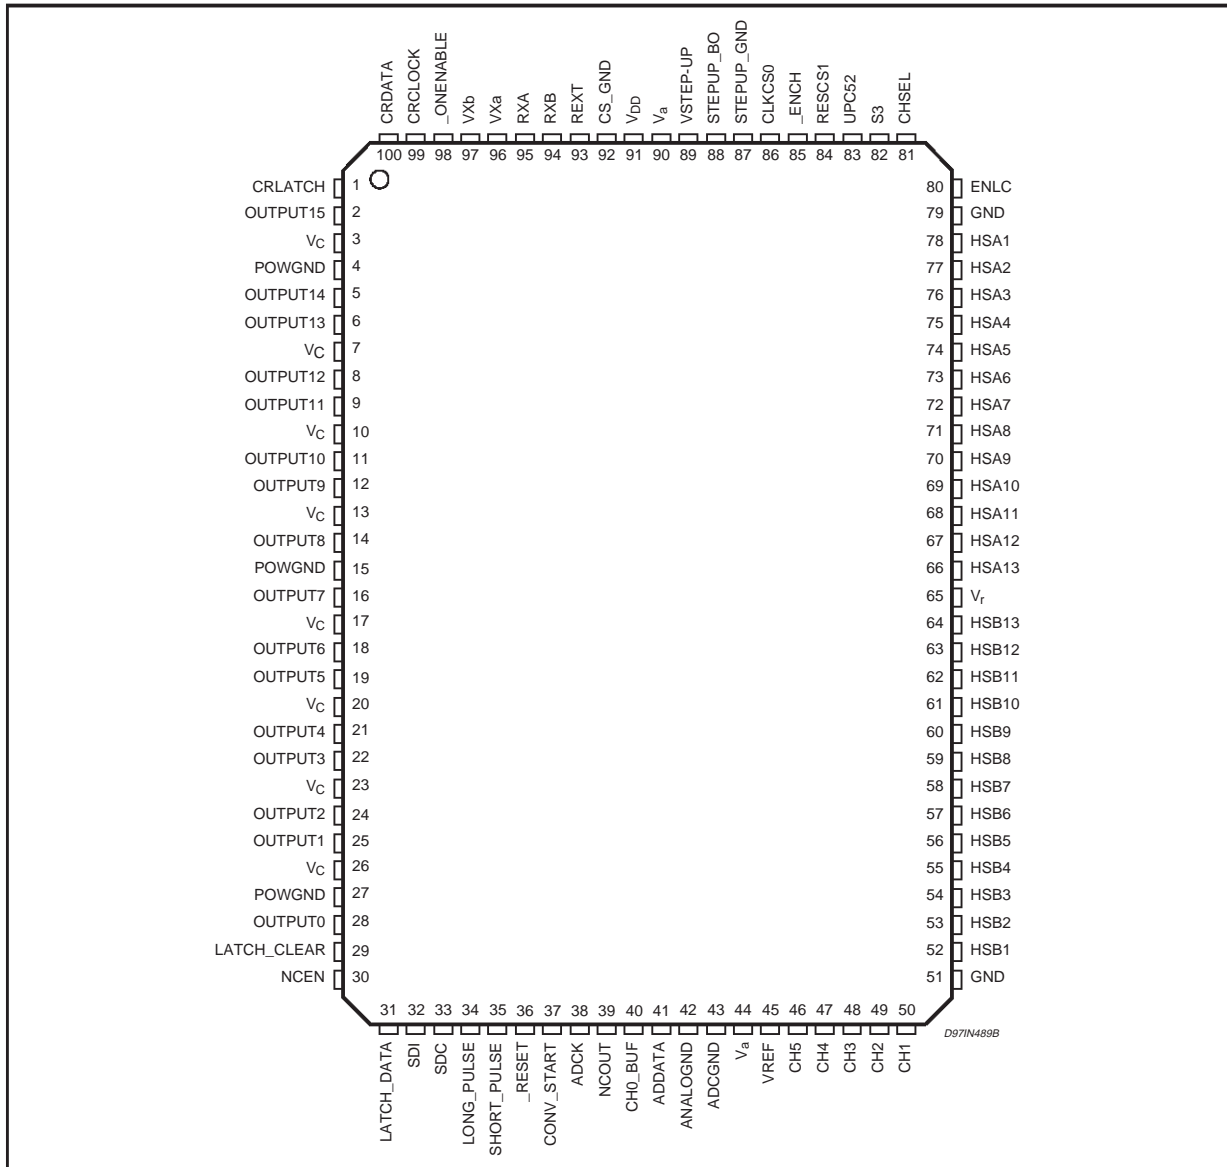 CRDATA
CRCLOCK
_ONENABLE
VXb
VXa
RXA
RXB
REXT
CS_GND
VDD
Va
VSTEP-UP
STEPUP_BO
STEPUP_GND
CLKCS0
_ENCH
RESCS1
UPC52
S3
CHSEL
100 99 98 97 96 95 94 93 92 91 90 89 88 87 86 85 84 83 82 81
CRLATCH 1
OUTPUT15 2
VC 3
POWGND 4
OUTPUT14 5
OUTPUT13 6
VC 7
OUTPUT12 8
OUTPUT11 9
VC 10
OUTPUT10 11
OUTPUT9 12
VC 13
OUTPUT8 14
POWGND 15
OUTPUT7 16
VC 17
OUTPUT6 18
OUTPUT5 19
VC 20
OUTPUT4 21
OUTPUT3 22
VC 23
OUTPUT2 24
OUTPUT1 25
VC 26
POWGND 27
OUTPUT0 28
LATCH_CLEAR 29
NCEN 30
80 ENLC
79 GND
78 HSA1
77 HSA2
76 HSA3
75 HSA4
74 HSA5
73 HSA6
72 HSA7
71 HSA8
70 HSA9
69 HSA10
68 HSA11
67 HSA12
66 HSA13
65 Vr
64 HSB13
63 HSB12
62 HSB11
61 HSB10
60 HSB9
59 HSB8
58 HSB7
57 HSB6
56 HSB5
55 HSB4
54 HSB3
53 HSB2
52 HSB1
51 GND
31 32 33 34 35 36 37 38 39 40 41 42 43 44 45 46 47 48 49 50
LATCH_DATA
SDI
SDC
LONG_PULSE
SHORT_PULSE
_RESET
CONV_START
ADCK
NCOUT
CH0_BUF
ADDATA
ANALOGND
ADCGND
Va
VREF
CH5
CH4
CH3
CH2
CH1
D97IN489B